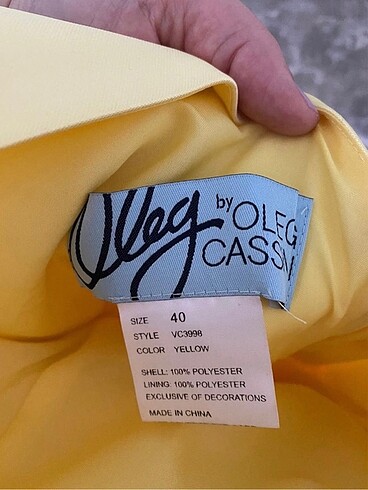 Oleg by OLEG
CASSINI
SIZE 40
STYLE VC3998
COLOR YELLOW
SHELL: 100% POLYESTER
LINING: 100% POLYESTER
EXCLUSIVE OF DECORATIONS
MADE IN CHINA